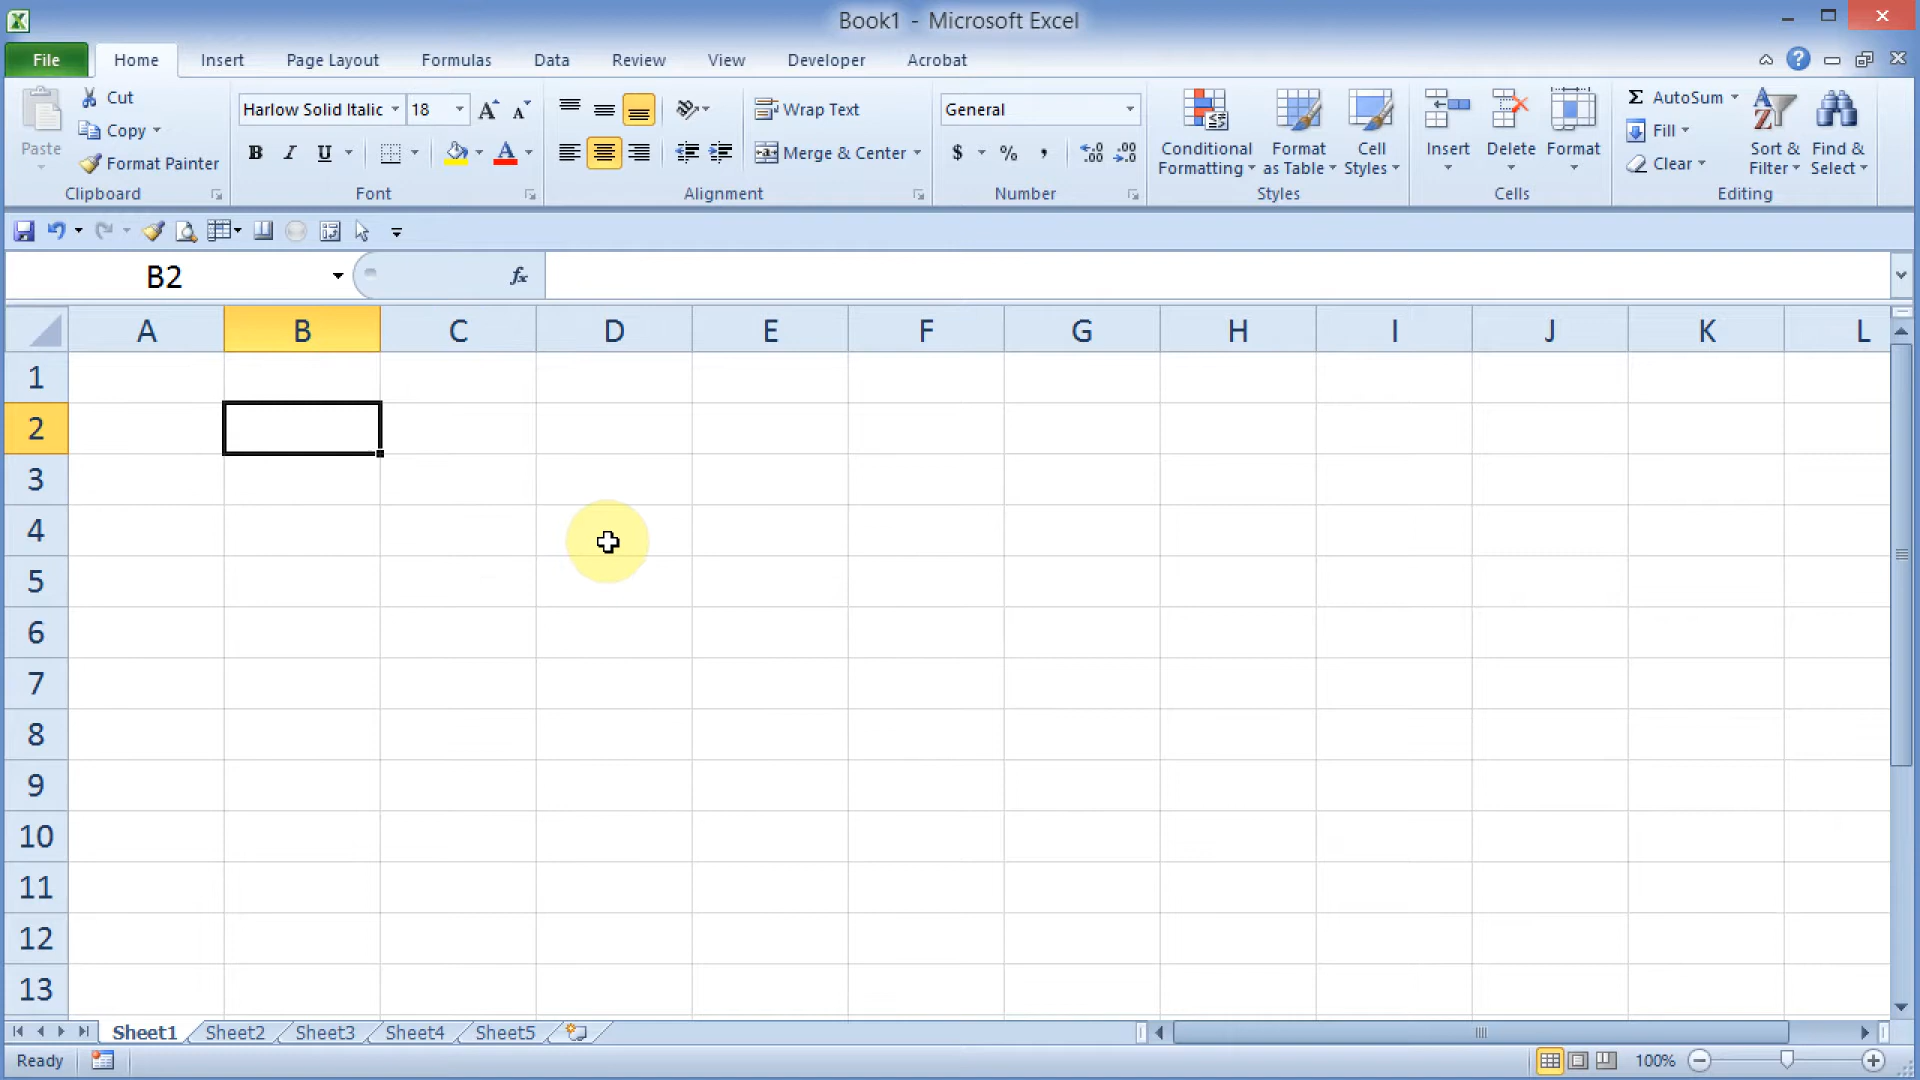 Book1 - Microsoft Excel
File Home Insert Page Layout Formulas Data Review View Developer Acrobat
Paste
Cut
Copy
Format Painter
Clipboard
Harlow Solid Italic 18
B I U
Font
Wrap Text
Merge & Center
Alignment
General
$ % ,
Number
Conditional Formatting
Format as Table
Cell Styles
Styles
Insert Delete Format
Cells
Σ AutoSum
Fill
Clear
Sort & Filter
Find & Select
Editing
B2 fx
A B C D E F G H I J K L
1
2
3
4
5
6
7
8
9
10
11
12
13
Sheet1 Sheet2 Sheet3 Sheet4 Sheet5
Ready 100%